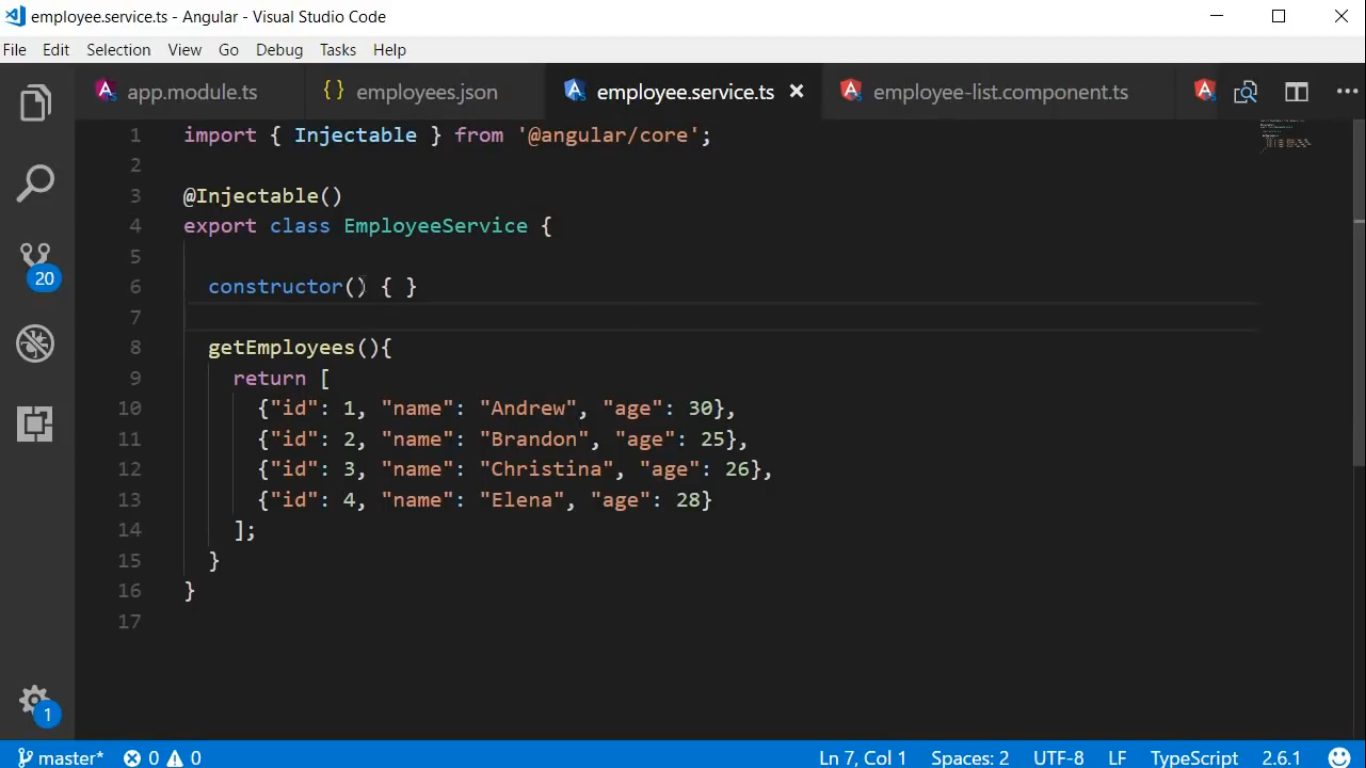 employee.service.ts - Angular - Visual Studio Code
File Edit Selection View Go Debug Tasks Help
app.module.ts {} employees.json employee.service.ts employee-list.component.ts
1 import { Injectable } from '@angular/core';
2
3 @Injectable()
4 export class EmployeeService {
5
6 constructor() { }
7
8 getEmployees(){
9 return [
10 {"id": 1, "name": "Andrew", "age": 30},
11 {"id": 2, "name": "Brandon", "age": 25},
12 {"id": 3, "name": "Christina", "age": 26},
13 {"id": 4, "name": "Elena", "age": 28}
14 ];
15 }
16 }
17
20
1
master* 0 0 Ln 7, Col 1 Spaces: 2 UTF-8 LF TypeScript 2.6.1